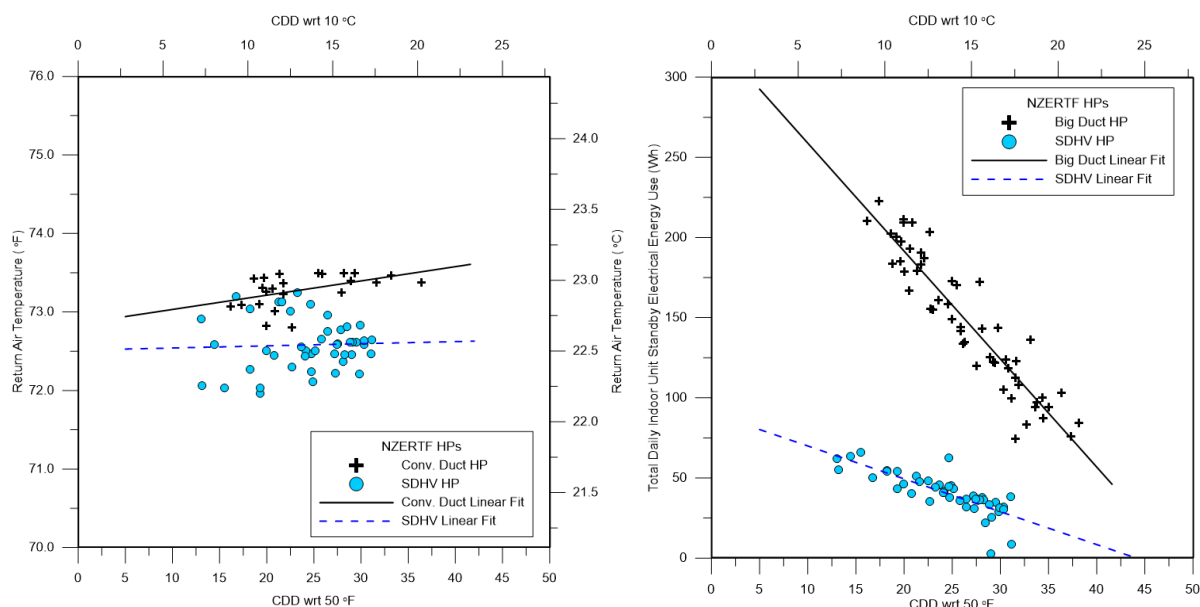 CDD wrt 10 °C
0 5 10 15 20 25
76.0
75.0
74.0
73.0
72.0
71.0
70.0
Return Air Temperature ( °F)
24.0
23.5
23.0
22.5
22.0
21.5
Return Air Temperature ( °C)
NZERTF HPs
Conv. Duct HP
SDHV HP
Conv. Duct Linear Fit
SDHV Linear Fit
0 5 10 15 20 25 30 35 40 45 50
CDD wrt 50 °F
CDD wrt 10 °C
0 5 10 15 20 25
300
250
200
150
100
50
0
Total Daily Indoor Unit Standby Electrical Energy Use (Wh)
NZERTF HPs
Big Duct HP
SDHV HP
Big Duct Linear Fit
SDHV Linear Fit
0 5 10 15 20 25 30 35 40 45 50
CDD wrt 50 °F